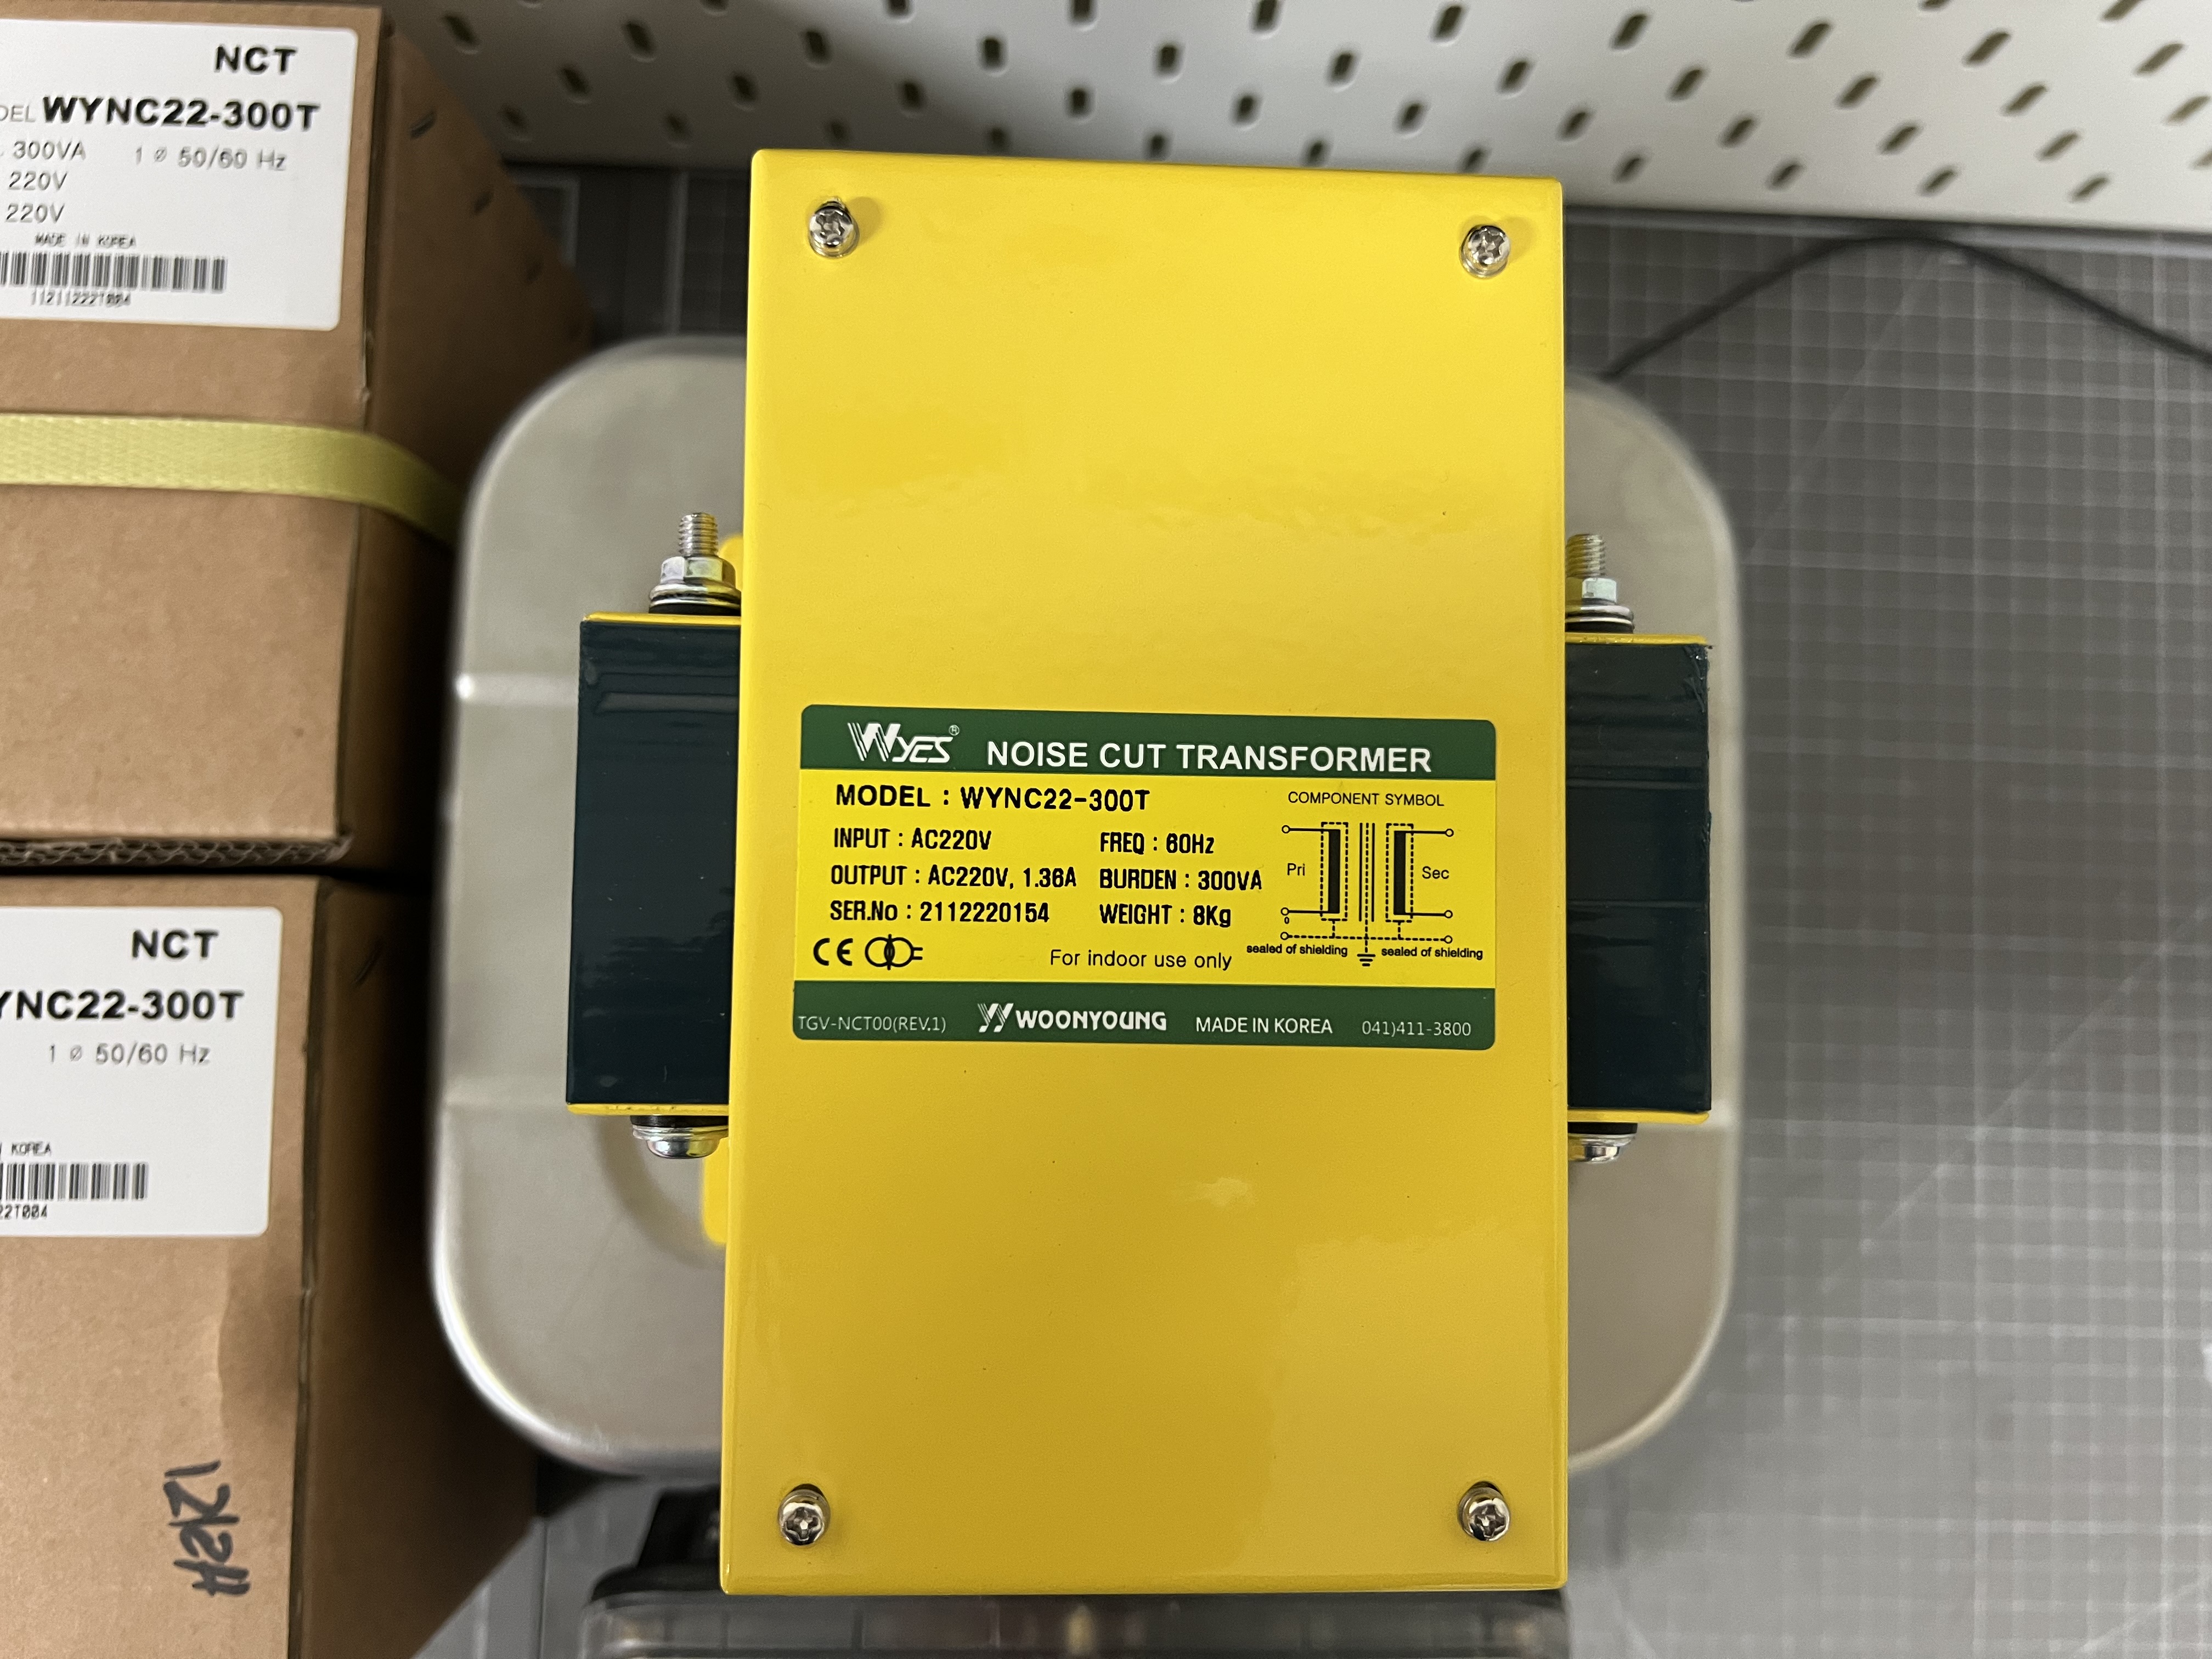 NCT
DEL WYNC22-300T
300VA 1 ø 50/60 Hz
220V
220V
MADE IN KOREA
NCT
YNC22-300T
1 ø 50/60 Hz
KOREA
22T004
WYES® NOISE CUT TRANSFORMER
MODEL : WYNC22-300T
INPUT : AC220V FREQ : 60Hz
OUTPUT : AC220V, 1.36A BURDEN : 300VA
SER.No : 2112220154 WEIGHT : 8Kg
CE For indoor use only
COMPONENT SYMBOL
Pri Sec
0
sealed of shielding sealed of shielding
TGV-NCT00(REV.1) WOONYOUNG MADE IN KOREA 041)411-3800